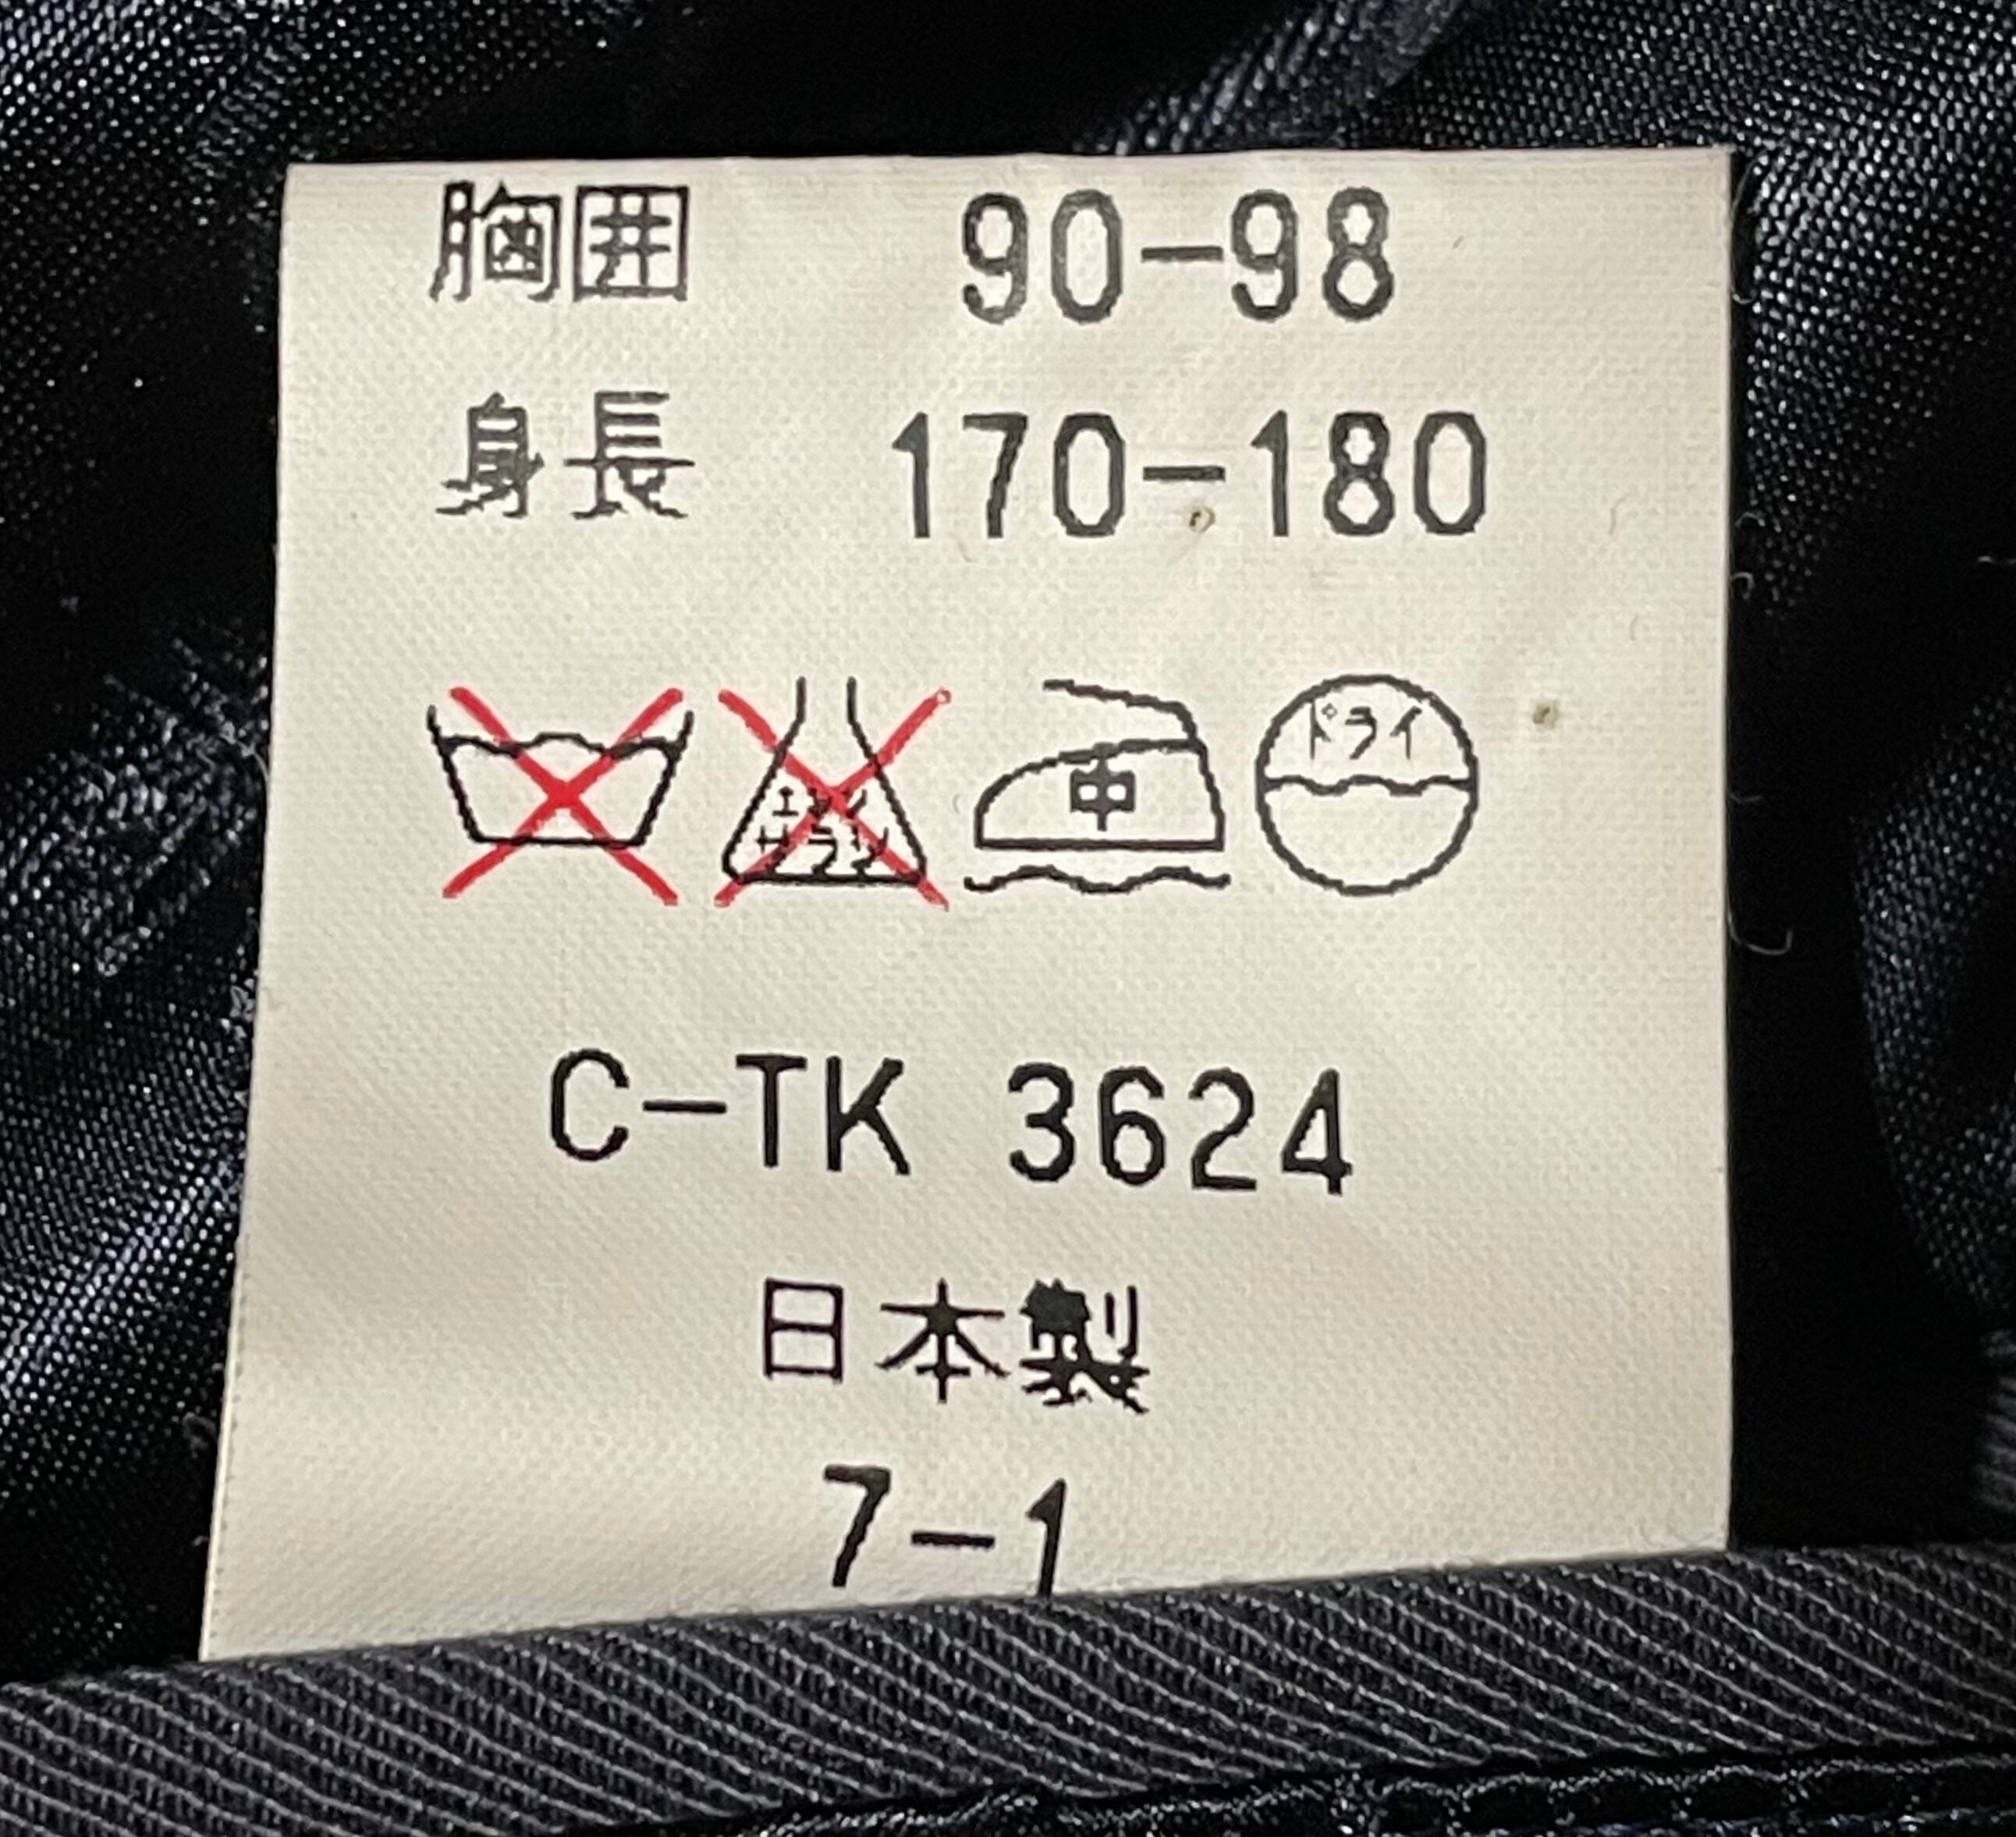 胸囲 90-98
身長 170-180
エンソ サラシ 中 ドライ
C-TK 3624
日本製
7-1